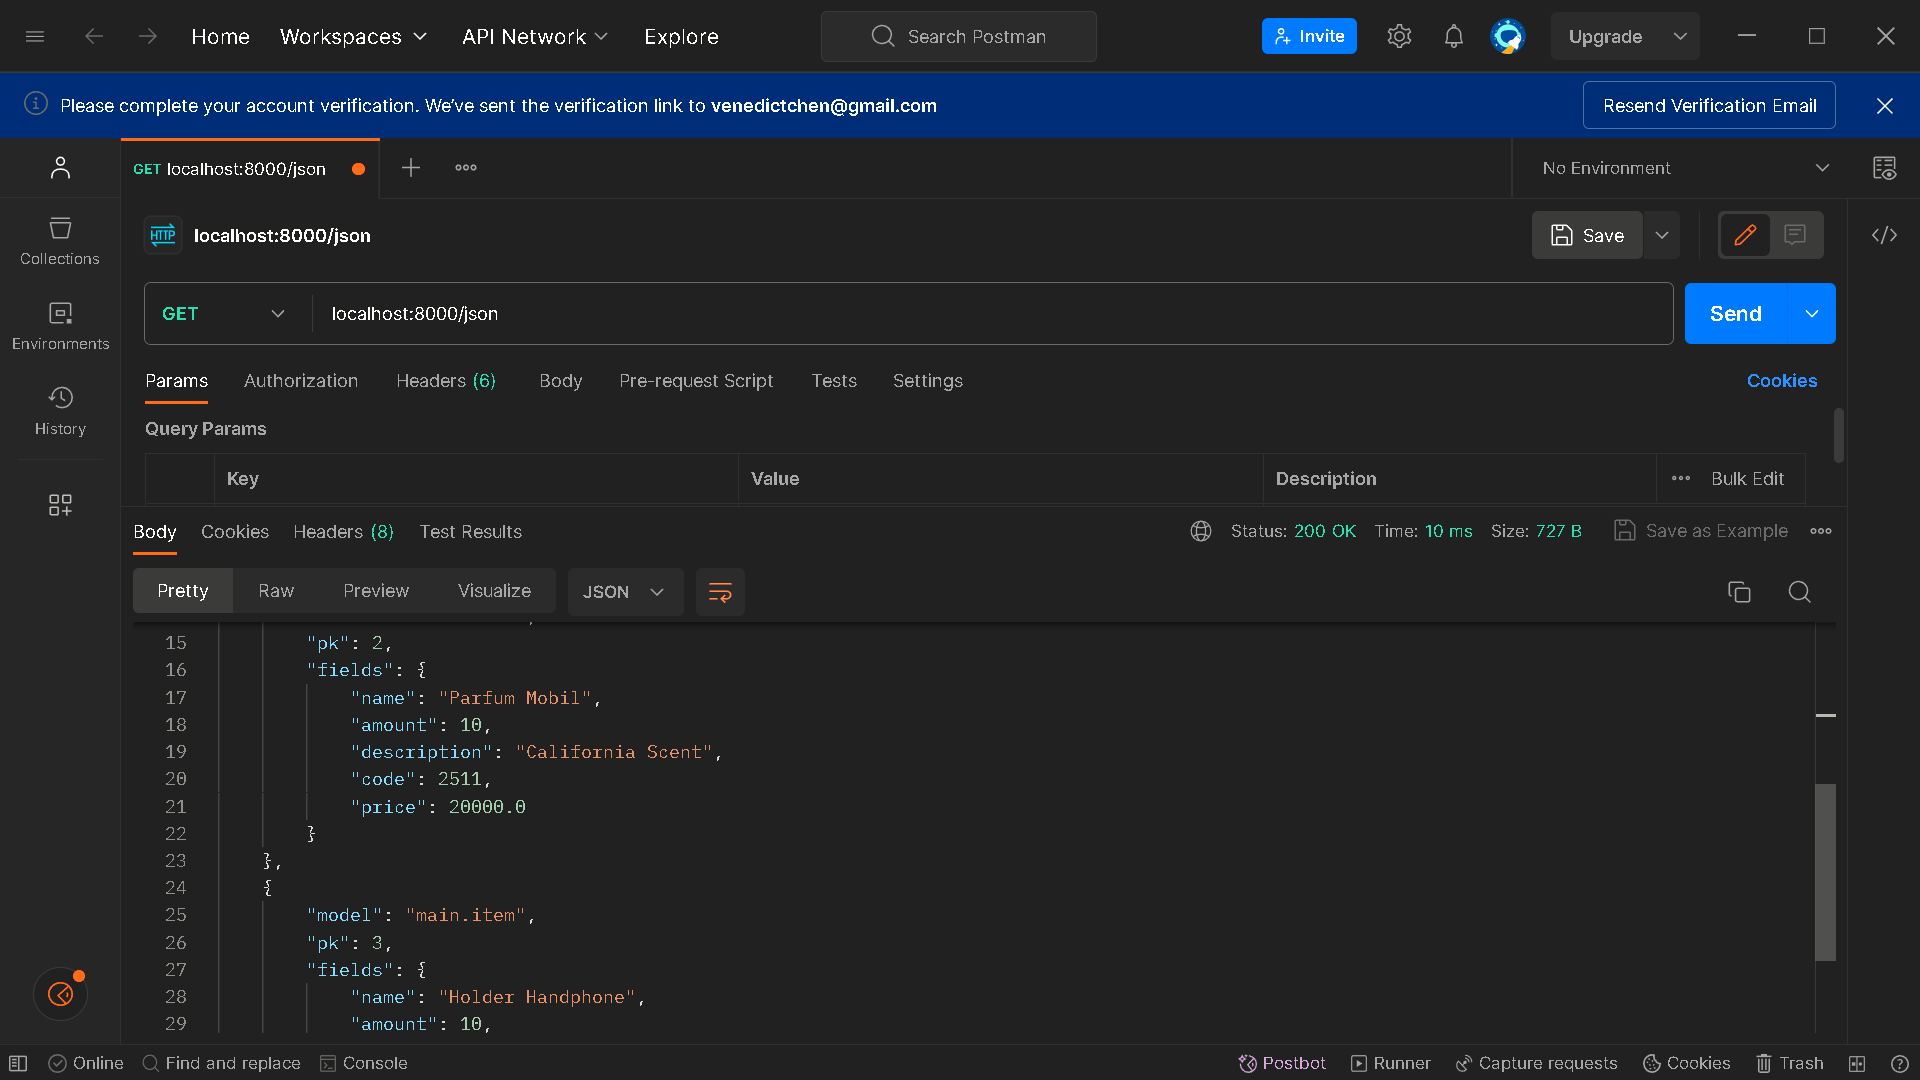 Home Workspaces API Network Explore Search Postman Invite Upgrade
Please complete your account verification. We've sent the verification link to venedictchen@gmail.com Resend Verification Email
GET localhost:8000/json No Environment
HTTP localhost:8000/json Save
Collections
GET localhost:8000/json Send
Environments
Params Authorization Headers (6) Body Pre-request Script Tests Settings Cookies
History
Query Params
Key Value Description Bulk Edit
Body Cookies Headers (8) Test Results Status: 200 OK Time: 10 ms Size: 727 B Save as Example
Pretty Raw Preview Visualize JSON
15 "pk": 2,
16 "fields": {
17 "name": "Parfum Mobil",
18 "amount": 10,
19 "description": "California Scent",
20 "code": 2511,
21 "price": 20000.0
22 }
23 },
24 {
25 "model": "main.item",
26 "pk": 3,
27 "fields": {
28 "name": "Holder Handphone",
29 "amount": 10,
Online Find and replace Console Postbot Runner Capture requests Cookies Trash